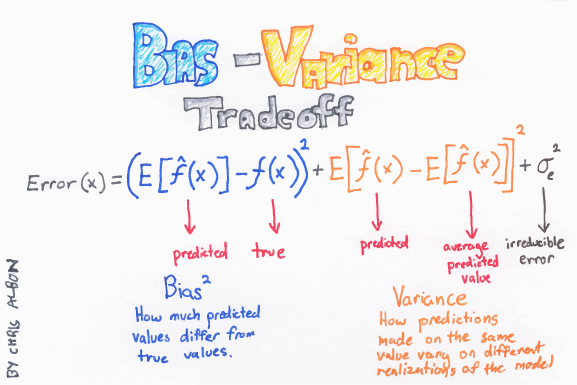 BIAS - VARIANCE
TRADEOFF
Error(x) = (E[f̂(x)] - f(x))² + E[f̂(x) - E[f̂(x)]]² + σₑ²
predicted true predicted average predicted value irreducible error
Bias²
How much predicted
values differ from
true values.
Variance
How predictions
made on the same
value vary on different
realizations of the model
BY CHRIS ALBON